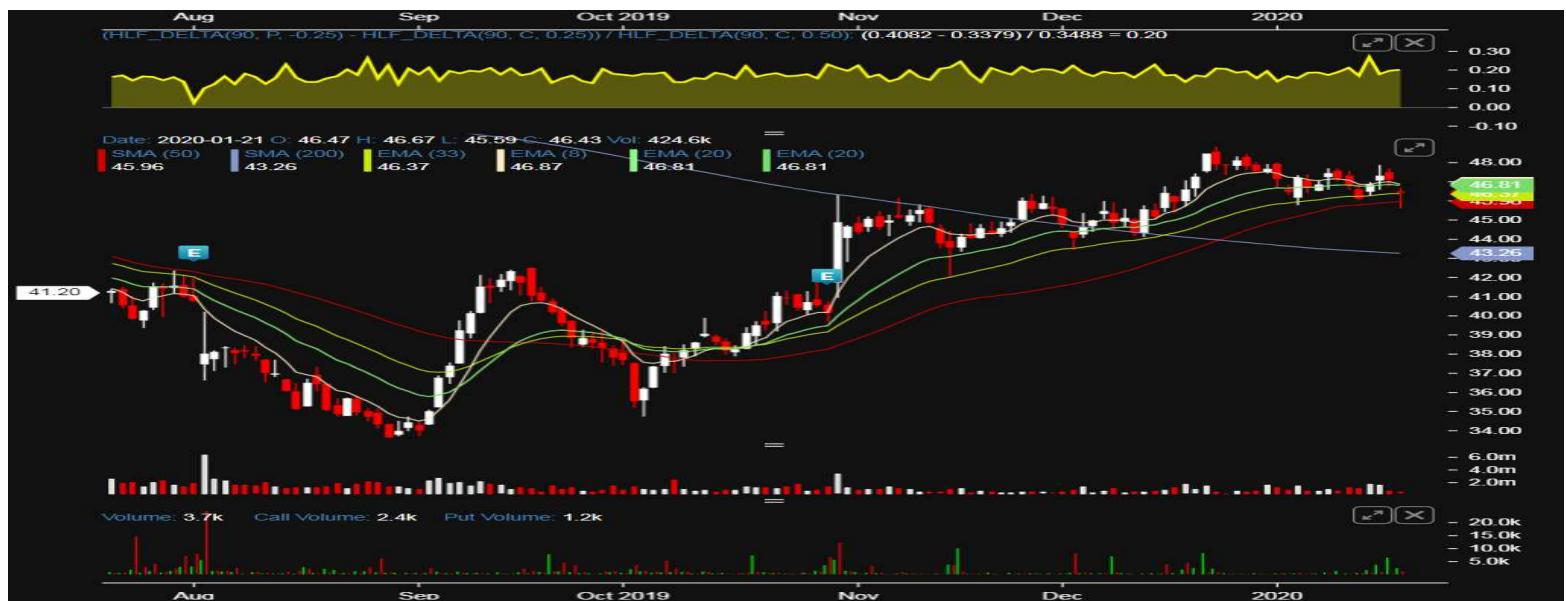 Aug Sep Oct 2019 Nov Dec 2020
(HLF_DELTA(90, P, -0.25) - HLF_DELTA(90, C, 0.25)) / HLF_DELTA(90, C, 0.50): (0.4082 - 0.3379) / 0.3488 = 0.20
0.30
0.20
0.10
0.00
-0.10
Date: 2020-01-21 O: 46.47 H: 46.67 L: 45.59 C: 46.43 Vol: 424.6k
SMA (50) SMA (200) EMA (33) EMA (8) EMA (20) EMA (20)
45.96 43.26 46.37 46.87 46.81 46.81
48.00
46.81
45.00
44.00
43.26
E
E
42.00
41.20
41.00
40.00
39.00
38.00
37.00
36.00
35.00
34.00
6.0m
4.0m
2.0m
Volume: 3.7k Call Volume: 2.4k Put Volume: 1.2k
20.0k
15.0k
10.0k
5.0k
Aug Sep Oct 2019 Nov Dec 2020